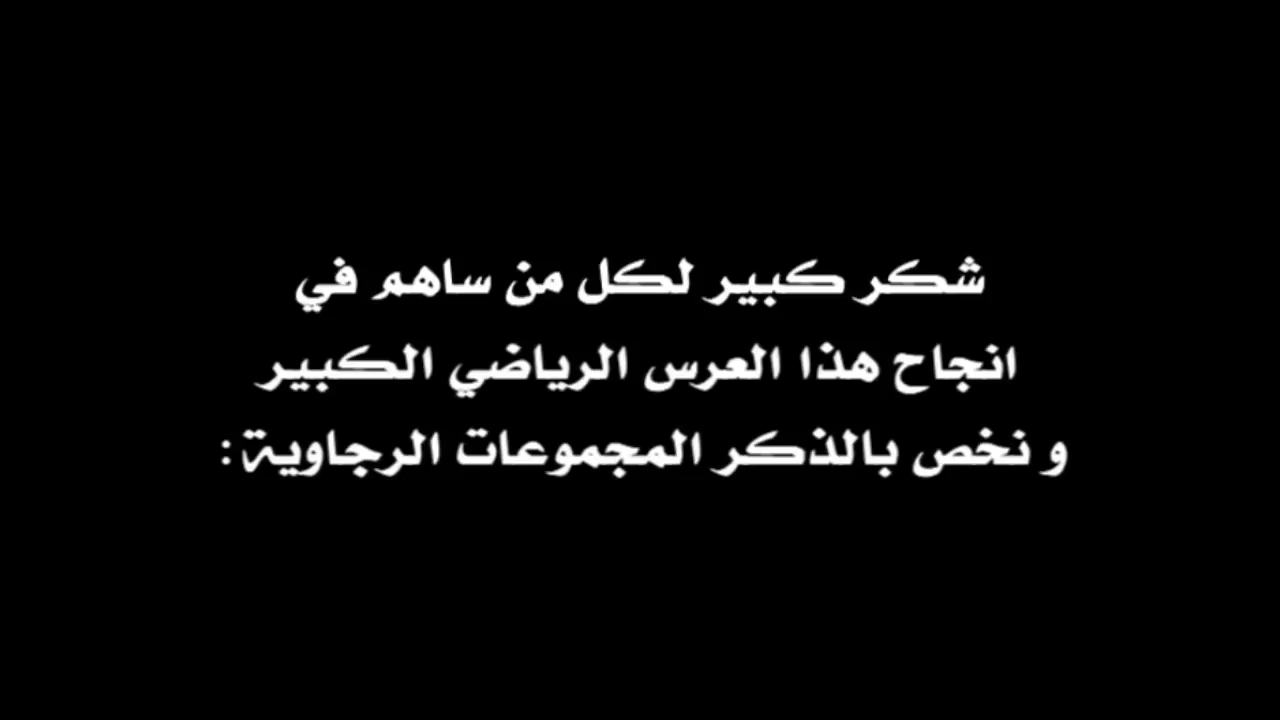 شكر كبير لكل من ساهم في
انجاح هذا العرس الرياضي الكبير
و نخص بالذكر المجموعات الرجاوية: